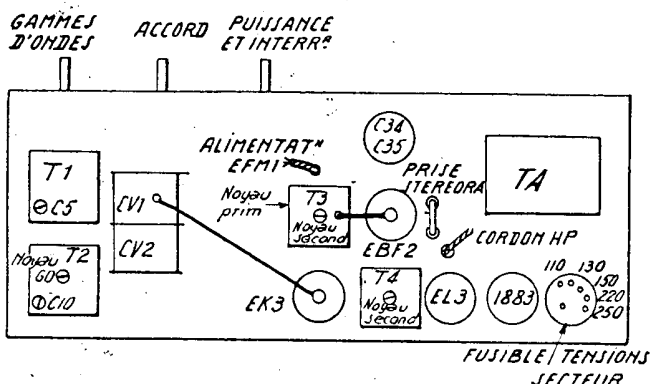 GAMMES
D'ONDES
ACCORD
PUISSANCE
ET INTERRR
ALIMENTATN
EFM1
C34
C35
PRISE
STEREORA
TA
T1
C5
CV1
CV2
Noyau
prim
T3
Noyau
second
EBF2
CORDON HP
Noyau T2
GO
C10
EK3
T4
Noyau
second
EL3
1883
110 130
150
220
250
FUSIBLE TENSIONS
SECTEUR